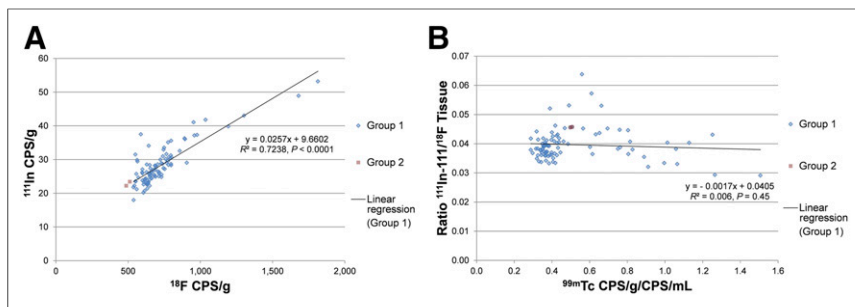 A
60
50
40
30
20
10
0
0
500
1,000
1,500
2,000
¹¹¹In CPS/g
¹⁸F CPS/g
y = 0.0257x + 9.6602
R² = 0.7238, P < 0.0001
Group 1
Group 2
Linear
regression
(Group 1)
B
0.07
0.06
0.05
0.04
0.03
0.02
0.01
0.00
0.0
0.2
0.4
0.6
0.8
1.0
1.2
1.4
1.6
Ratio ¹¹¹In-111/¹⁸F Tissue
⁹⁹ᵐTc CPS/g/CPS/mL
y = - 0.0017x + 0.0405
R² = 0.006, P = 0.45
Group 1
Group 2
Linear
regression
(Group 1)